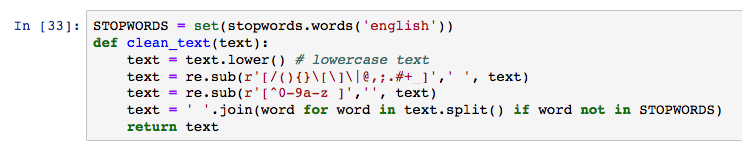 In [33]: STOPWORDS = set(stopwords.words('english'))
def clean_text(text):
    text = text.lower() # lowercase text
    text = re.sub(r'[/(){}\[\]\|@,;.#+_]',' ', text)
    text = re.sub(r'[^0-9a-z ]','', text)
    text = ' '.join(word for word in text.split() if word not in STOPWORDS)
    return text